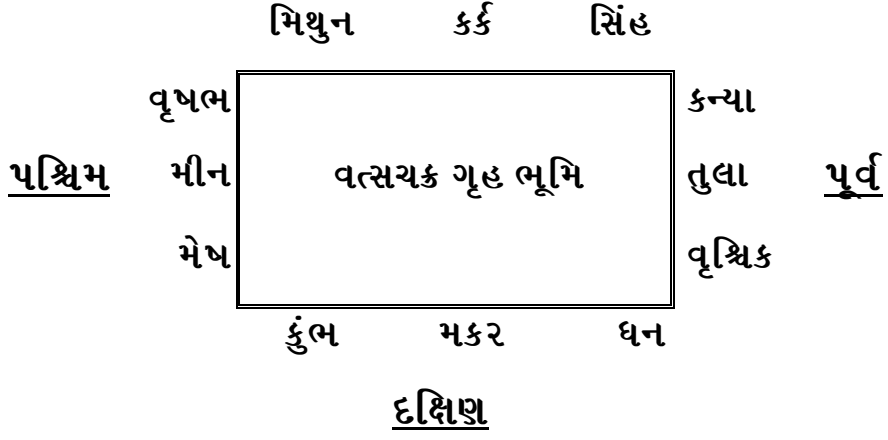 મિથુન કર્ક સિંહ
વૃષભ કન્યા
પશ્ચિમ મીન વત્સચક્ર ગૃહ ભૂમિ તુલા પૂર્વ
મેષ વૃશ્ચિક
કુંભ મકર ધન
દક્ષિણ